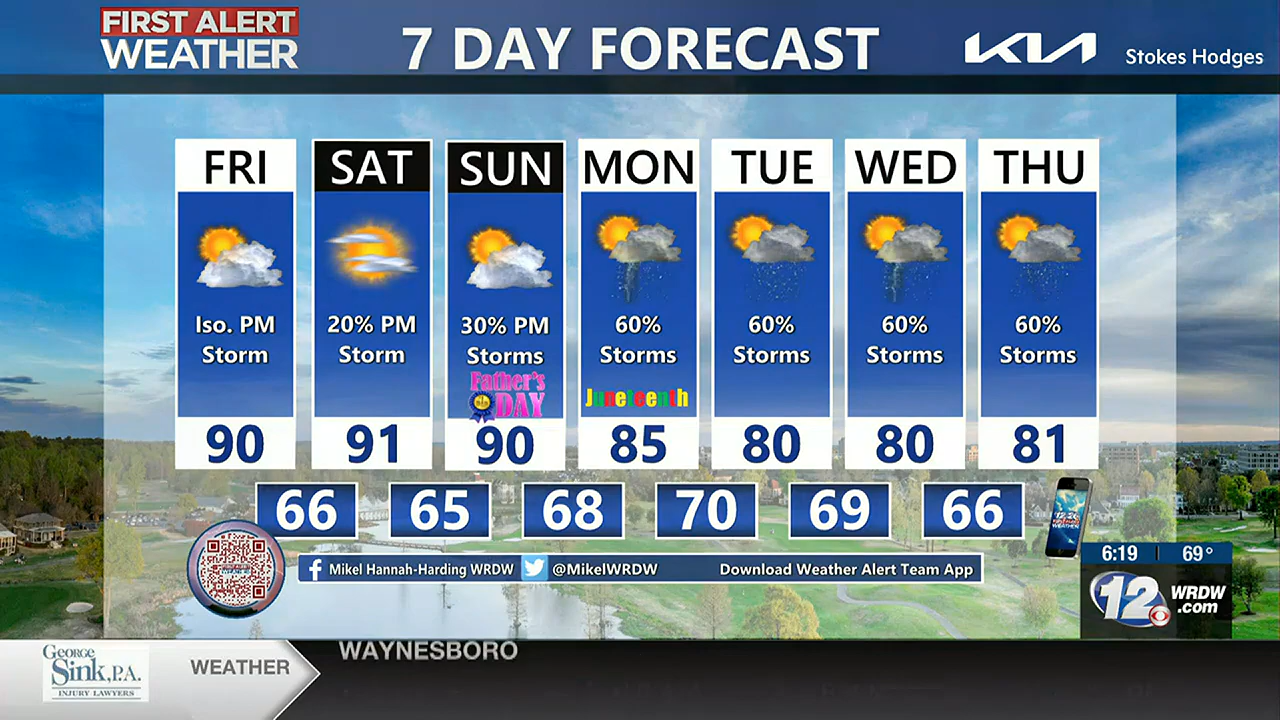 FIRST ALERT
WEATHER
7 DAY FORECAST
KIA
Stokes Hodges
FRI
SAT
SUN
MON
TUE
WED
THU
Iso. PM
Storm
20% PM
Storm
30% PM
Storms
60%
Storms
60%
Storms
60%
Storms
60%
Storms
Father's
DAY
Juneteenth
90
91
90
85
80
80
81
66
65
68
70
69
66
Mikel Hannah-Harding WRDW
@MikelWRDW
Download Weather Alert Team App
6:19
69°
12
WRDW
.com
GEORGE
Sink, P.A.
INJURY LAWYERS
WEATHER
WAYNESBORO